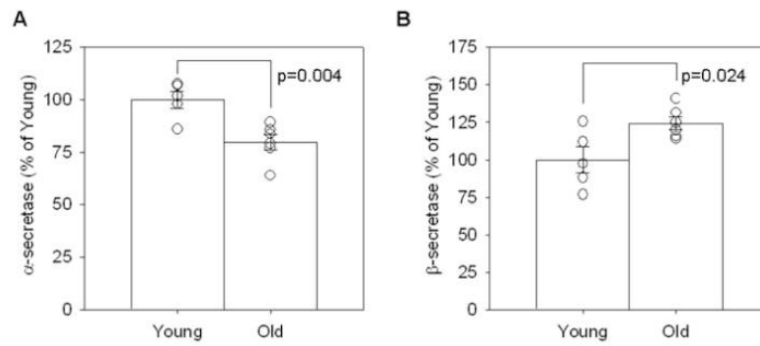 A
α-secretase (% of Young)
125
100
75
50
25
0
p=0.004
Young Old
B
β-secretase (% of Young)
175
150
125
100
75
50
25
0
p=0.024
Young Old